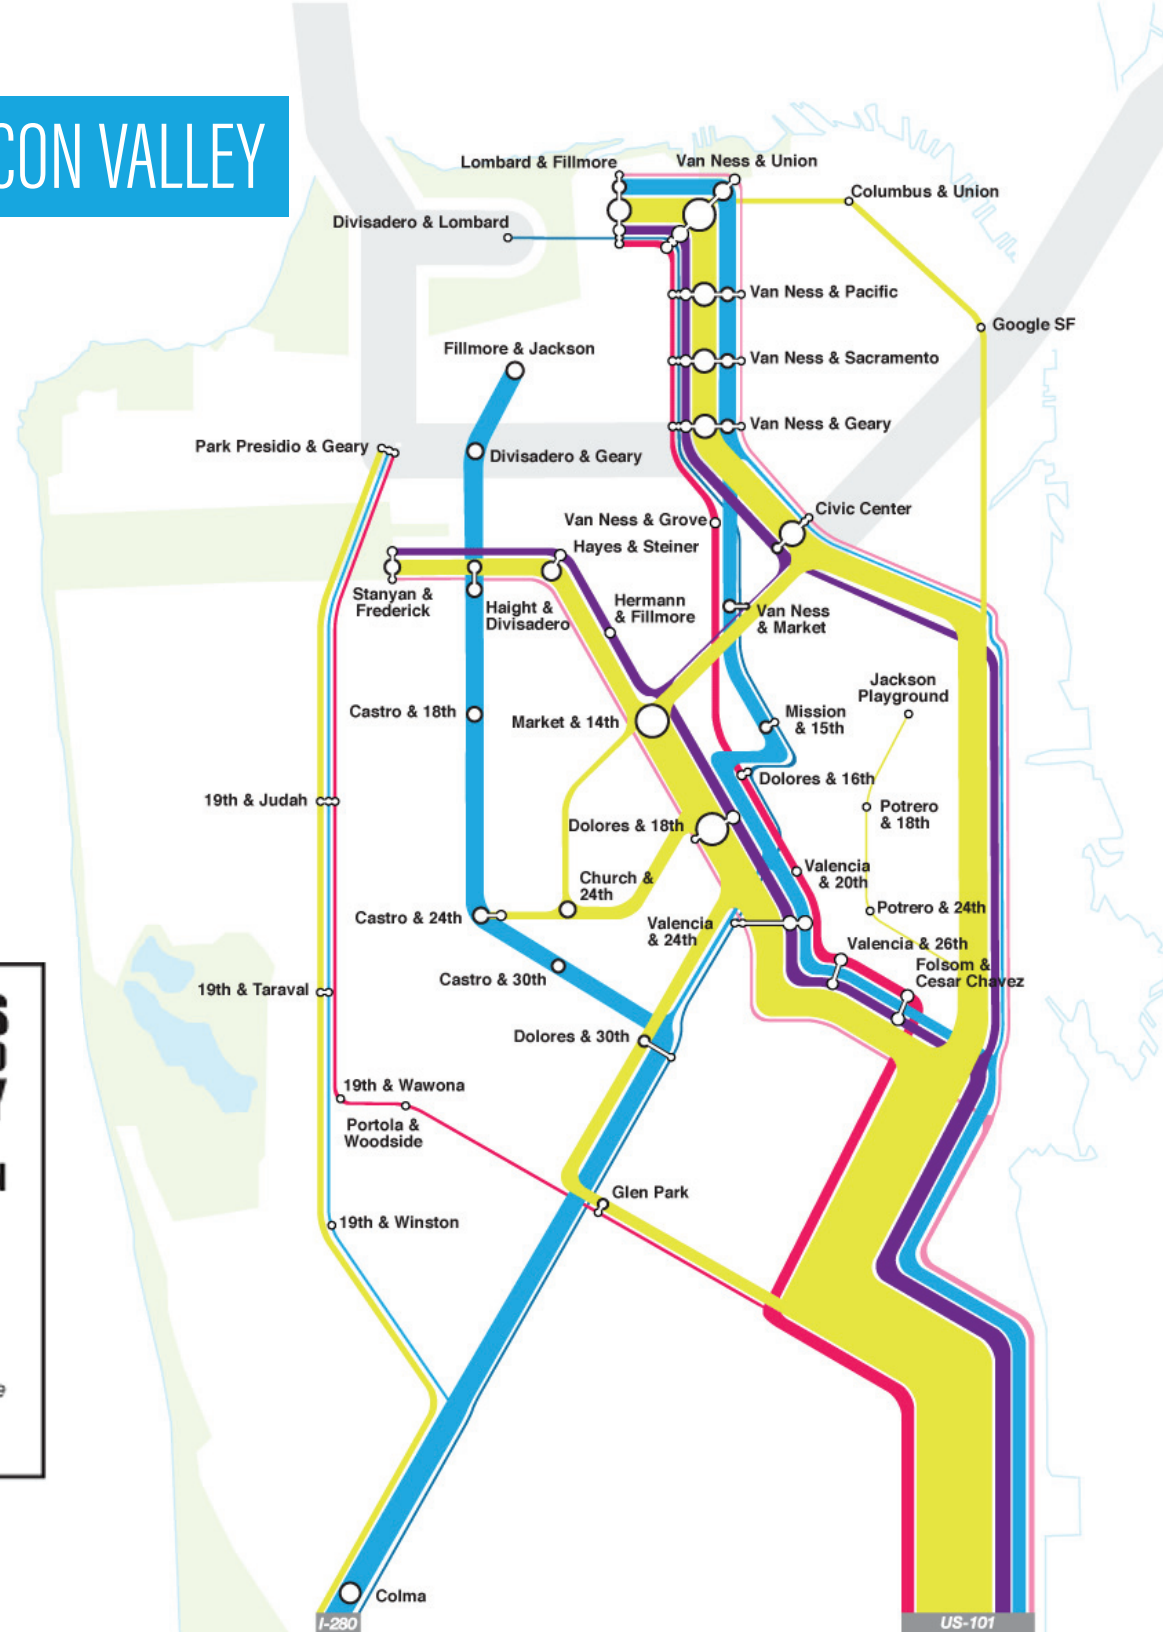 CON VALLEY
Lombard & Fillmore
Van Ness & Union
Columbus & Union
Divisadero & Lombard
Van Ness & Pacific
Google SF
Fillmore & Jackson
Van Ness & Sacramento
Van Ness & Geary
Park Presidio & Geary
Divisadero & Geary
Civic Center
Van Ness & Grove
Hayes & Steiner
Stanyan &
Frederick
Haight &
Divisadero
Hermann
& Fillmore
Van Ness
& Market
Jackson
Playground
Castro & 18th
Market & 14th
Mission
& 15th
Dolores & 16th
19th & Judah
Potrero
& 18th
Dolores & 18th
Valencia
& 20th
Church &
24th
Castro & 24th
Potrero & 24th
Valencia
& 24th
Valencia & 26th
Folsom &
Cesar Chavez
Castro & 30th
19th & Taraval
Dolores & 30th
19th & Wawona
Portola &
Woodside
Glen Park
19th & Winston
Colma
I-280
US-101